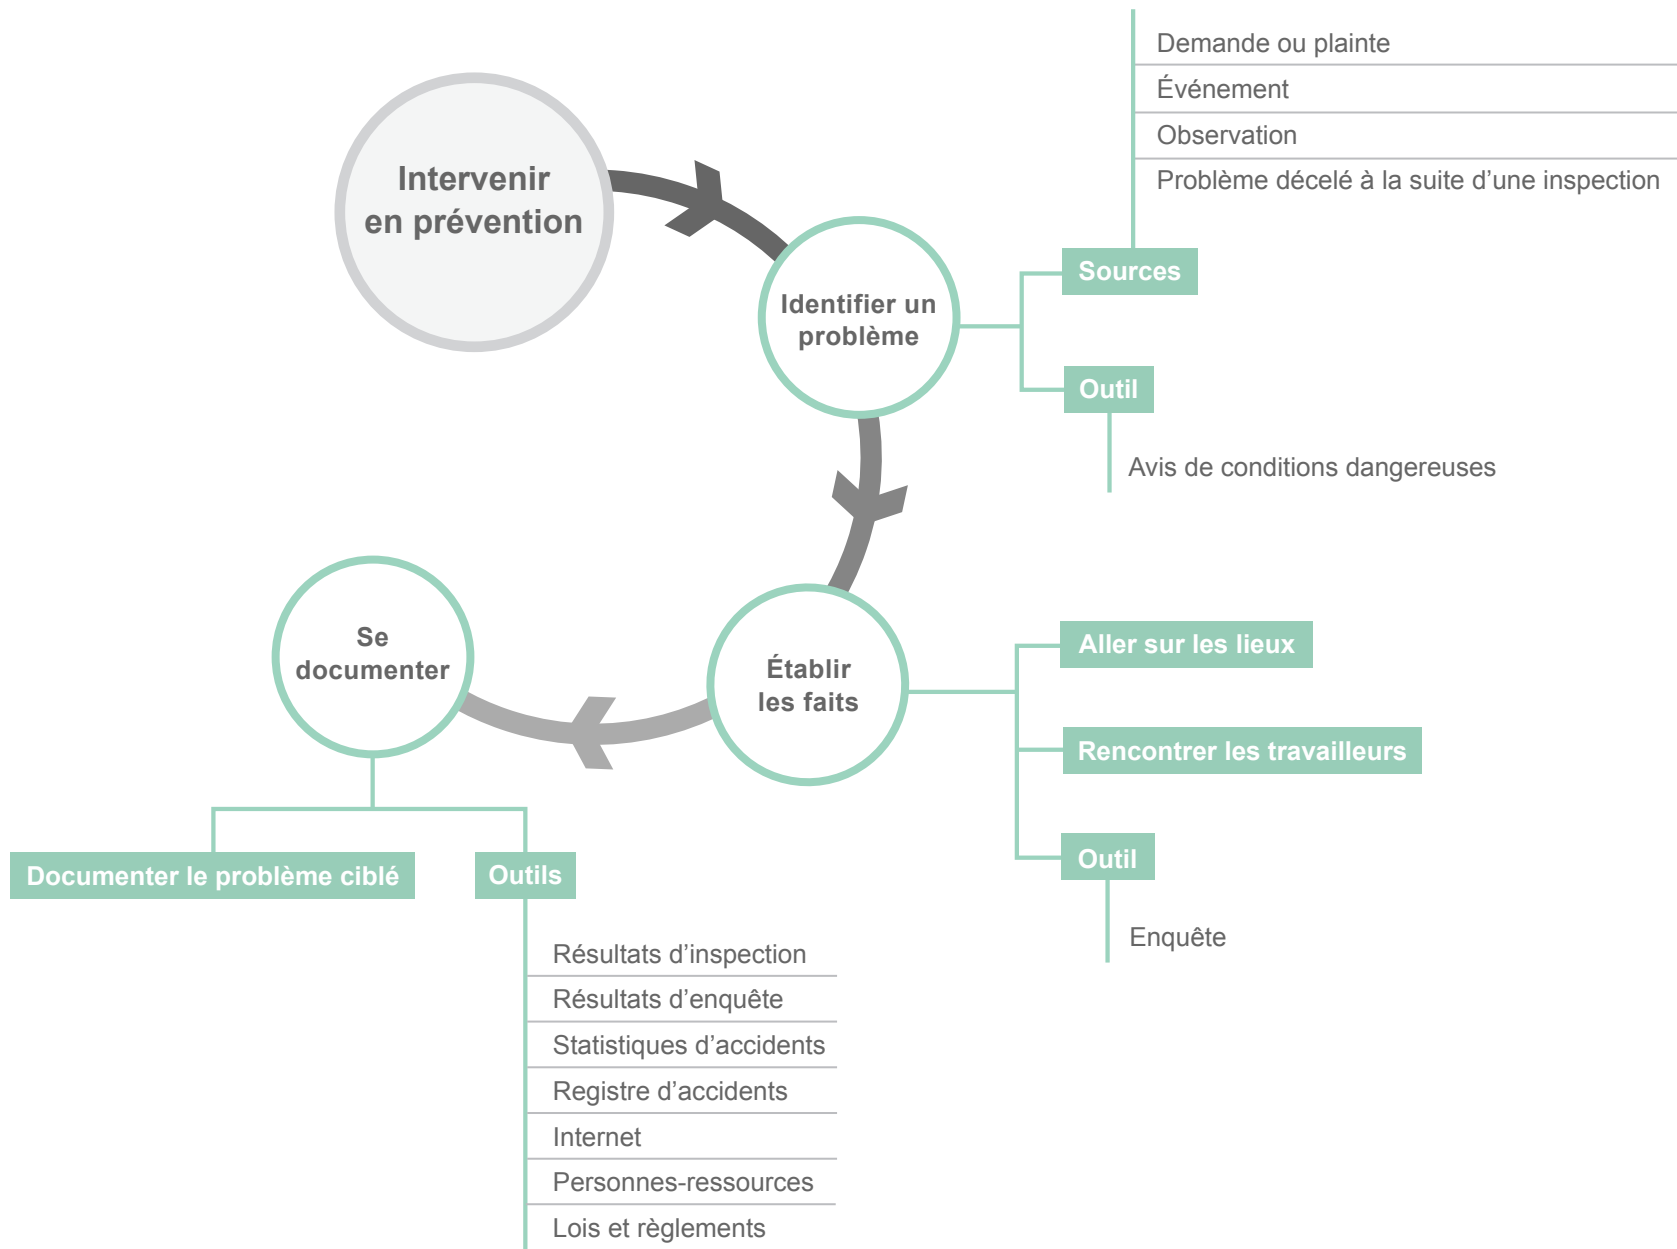 Intervenir
en prévention
Demande ou plainte
Événement
Observation
Problème décelé à la suite d’une inspection
Sources
Identifier un
problème
Outil
Avis de conditions dangereuses
Établir
les faits
Aller sur les lieux
Rencontrer les travailleurs
Outil
Enquête
Se
documenter
Documenter le problème ciblé
Outils
Résultats d’inspection
Résultats d’enquête
Statistiques d’accidents
Registre d’accidents
Internet
Personnes-ressources
Lois et règlements